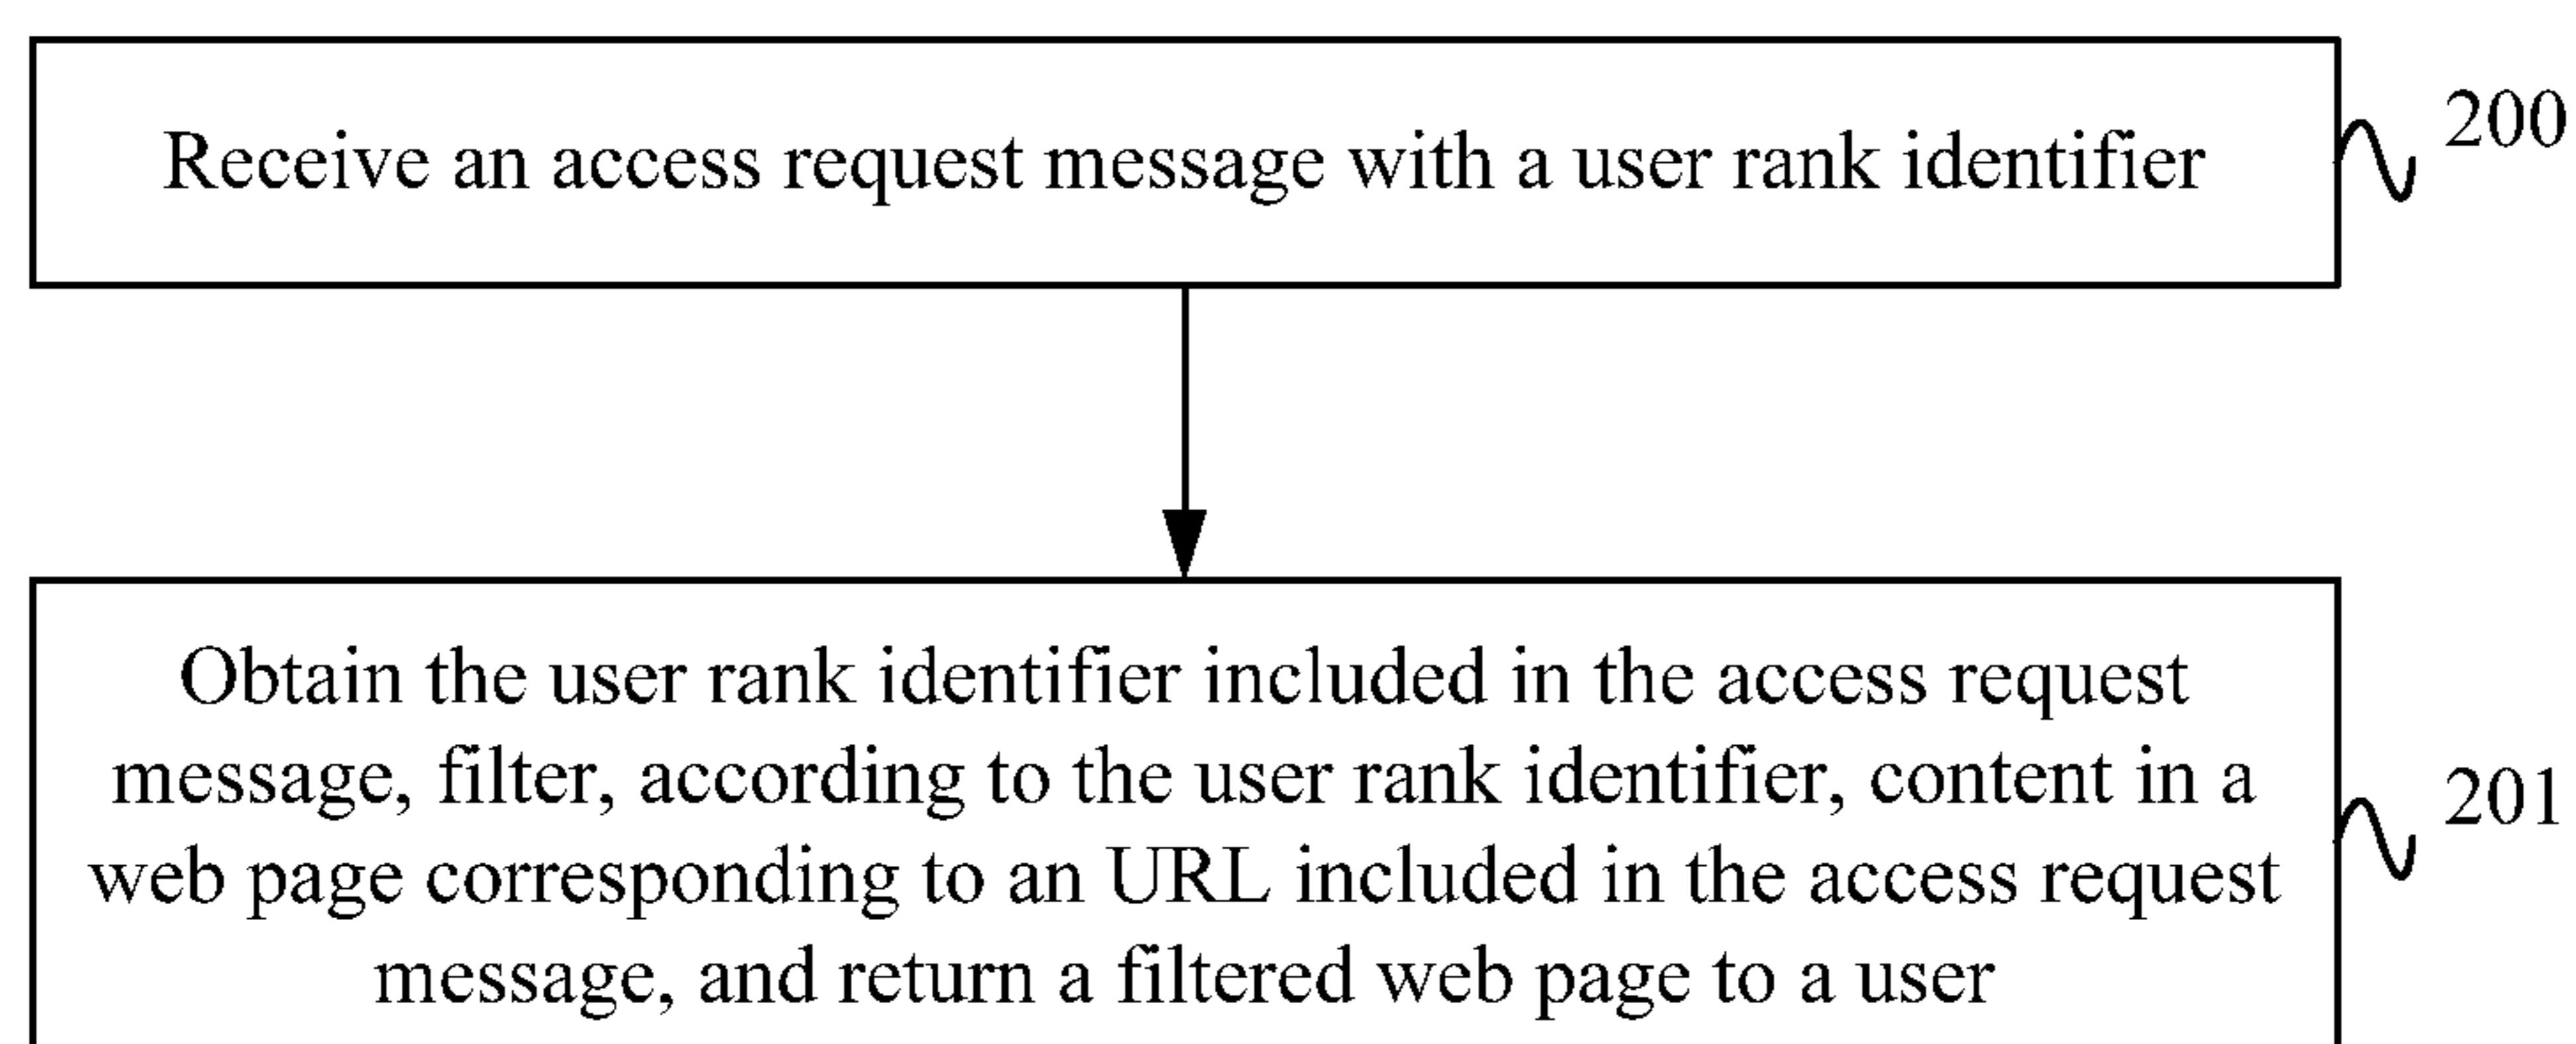 Receive an access request message with a user rank identifier
200
Obtain the user rank identifier included in the access request
message, filter, according to the user rank identifier, content in a
web page corresponding to an URL included in the access request
message, and return a filtered web page to a user
201